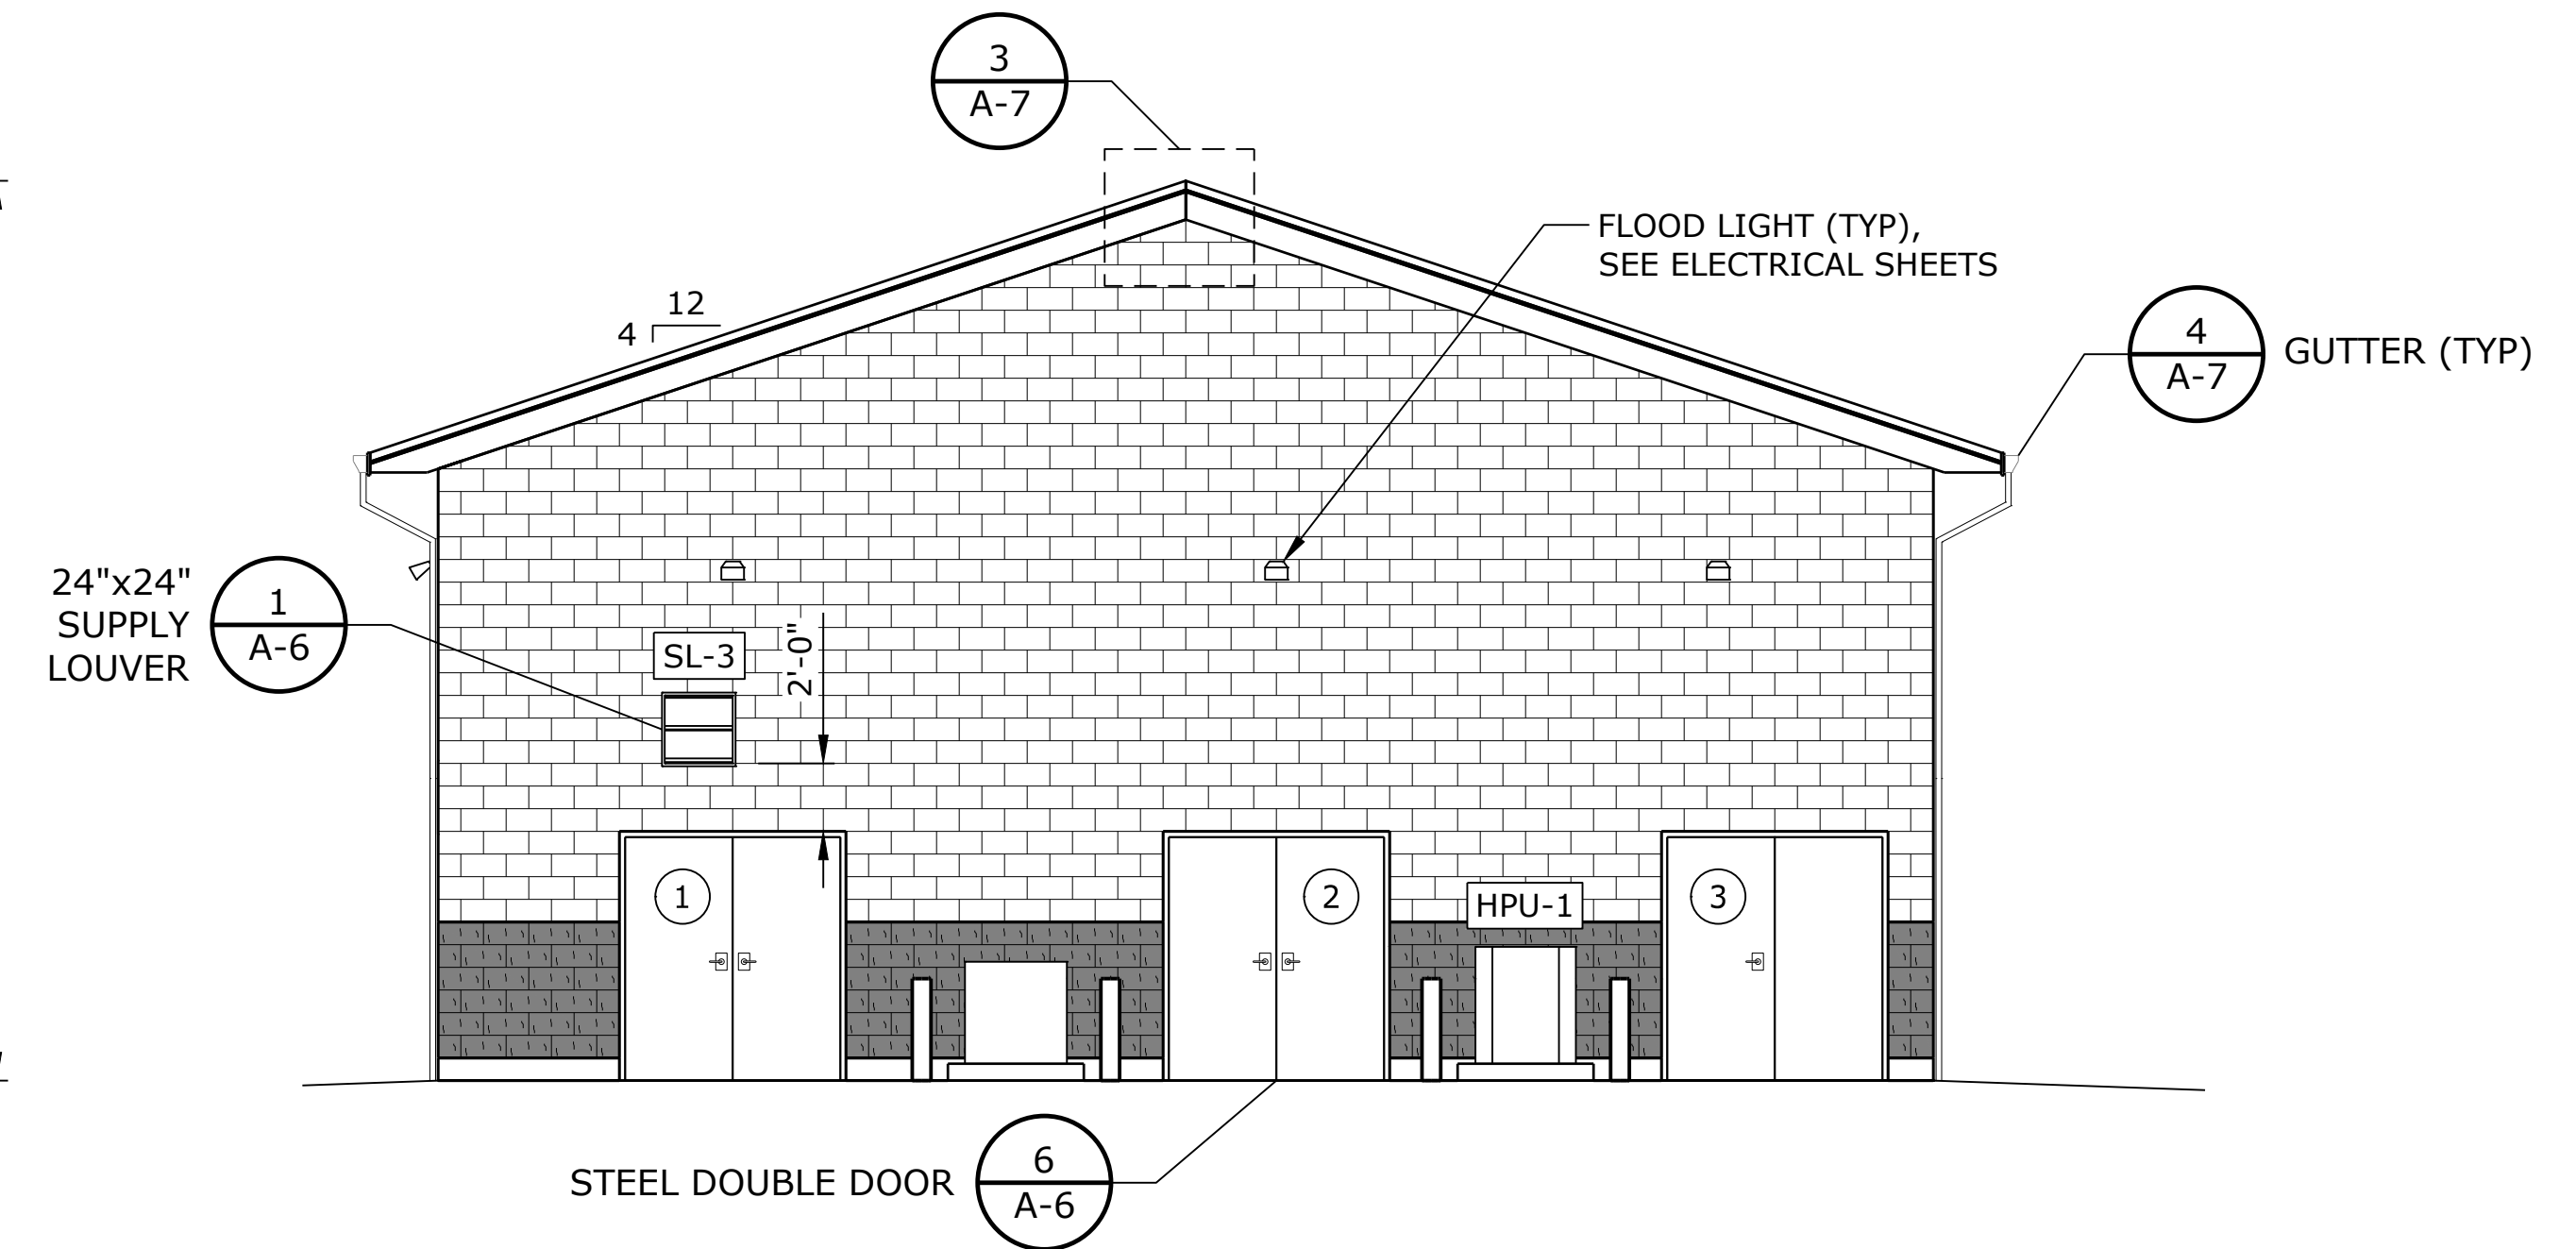 3
A-7
FLOOD LIGHT (TYP),
SEE ELECTRICAL SHEETS
12
4
4
A-7
GUTTER (TYP)
24"x24"
SUPPLY
LOUVER
1
A-6
SL-3
2'-0"
1
2
HPU-1
3
STEEL DOUBLE DOOR
6
A-6